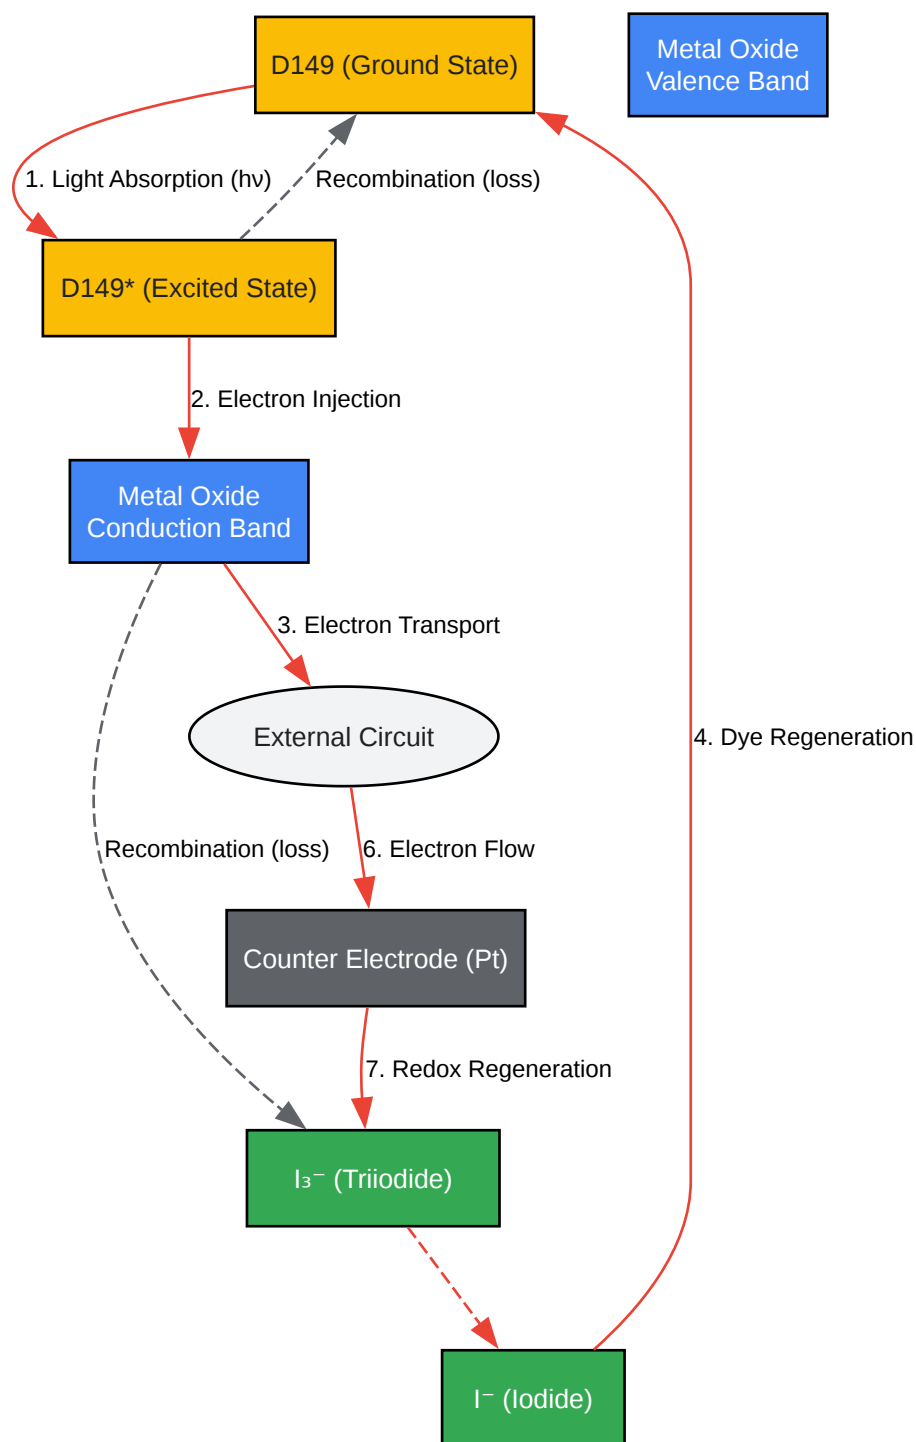 D149 (Ground State)
Metal Oxide
Valence Band
1. Light Absorption (hν)
Recombination (loss)
D149* (Excited State)
2. Electron Injection
Metal Oxide
Conduction Band
3. Electron Transport
External Circuit
4. Dye Regeneration
Recombination (loss)
6. Electron Flow
Counter Electrode (Pt)
7. Redox Regeneration
I₃⁻ (Triiodide)
I⁻ (Iodide)